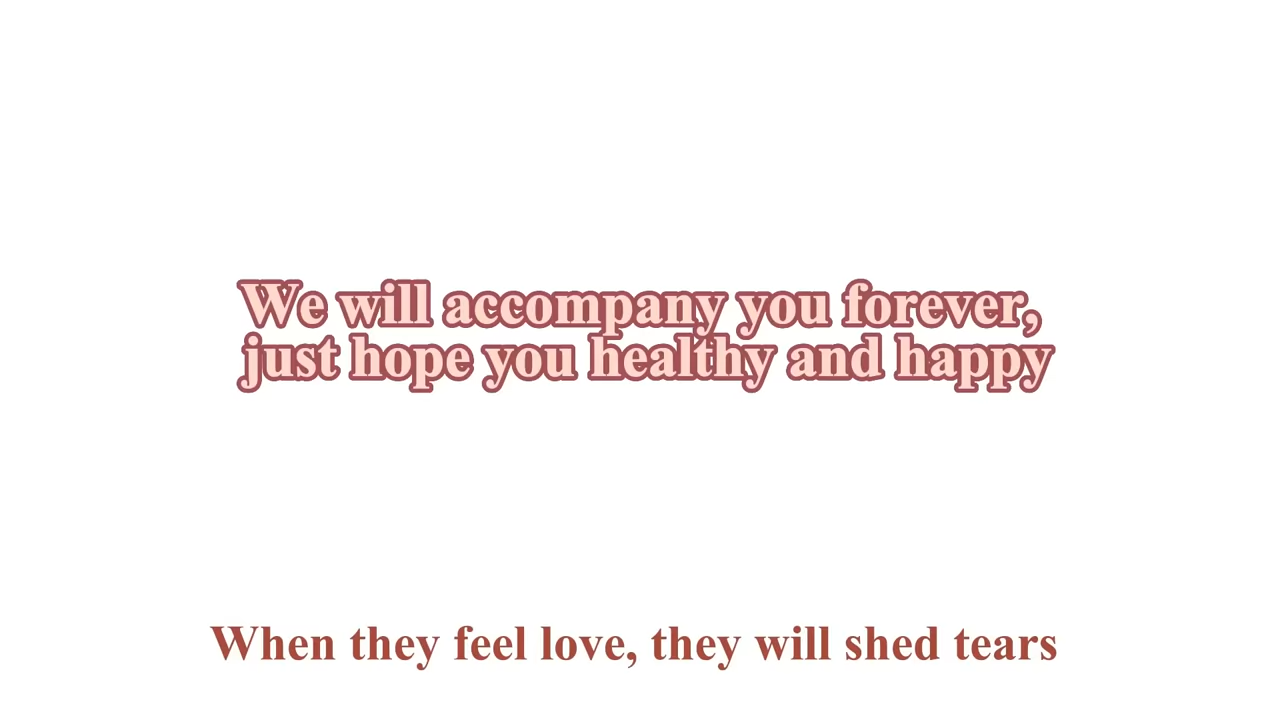 We will accompany you forever,
just hope you healthy and happy
When they feel love, they will shed tears